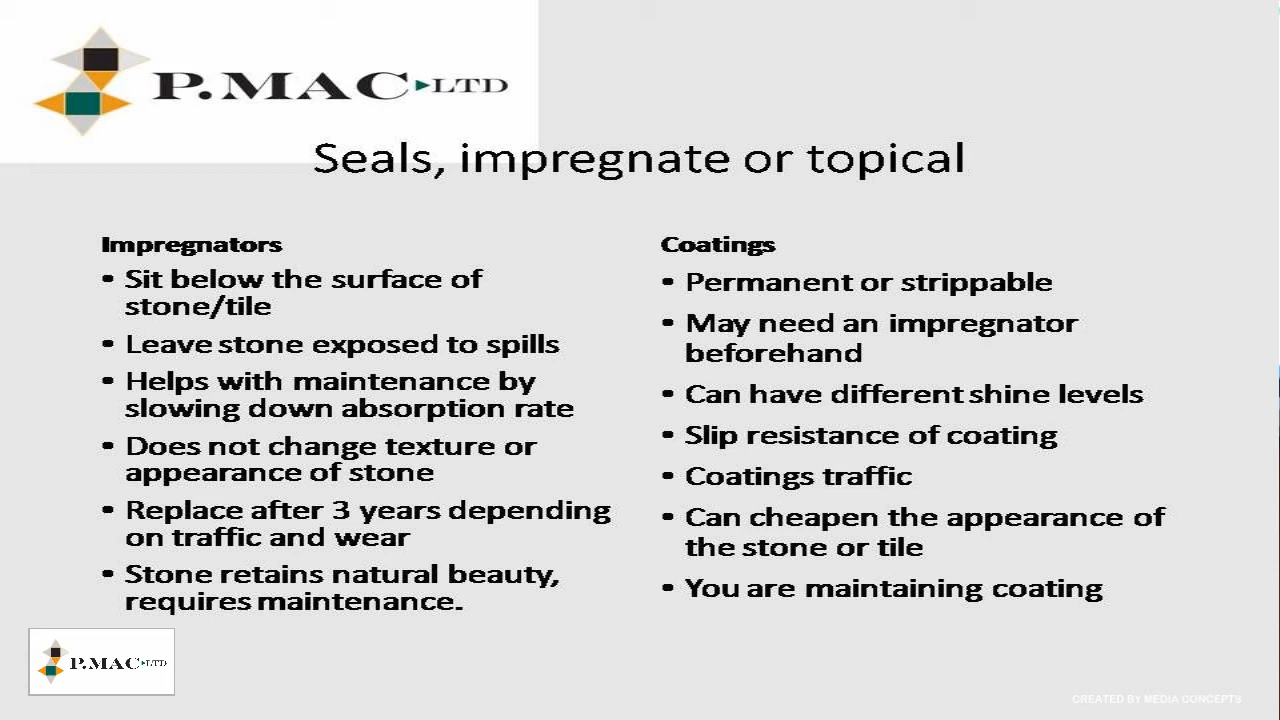 P.MAC LTD
Seals, impregnate or topical
Impregnators
• Sit below the surface of
stone/tile
• Leave stone exposed to spills
• Helps with maintenance by
slowing down absorption rate
• Does not change texture or
appearance of stone
• Replace after 3 years depending
on traffic and wear
• Stone retains natural beauty,
requires maintenance.
Coatings
• Permanent or strippable
• May need an impregnator
beforehand
• Can have different shine levels
• Slip resistance of coating
• Coatings traffic
• Can cheapen the appearance of
the stone or tile
• You are maintaining coating
P.MAC LTD
CREATED BY MEDIA CONCEPTS